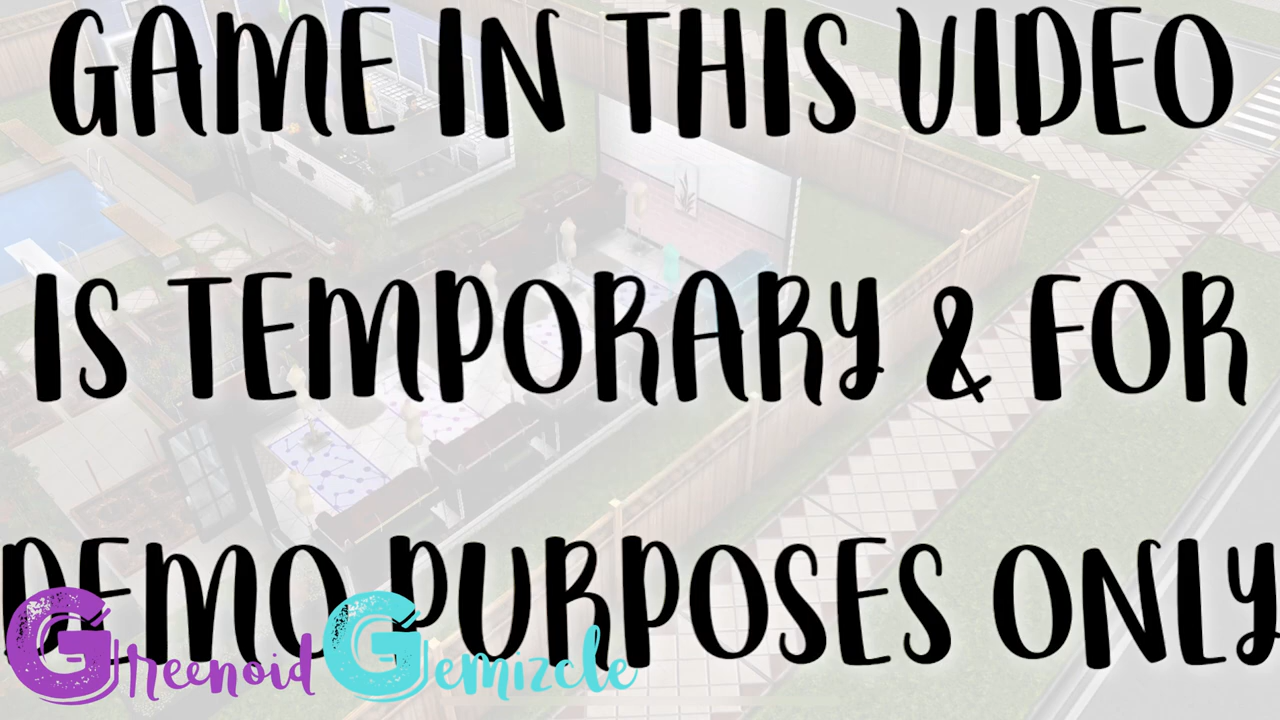 GAME IN THIS VIDEO
IS TEMPORARY & FOR
DEMO PURPOSES ONLY
Greenoid Gemizcle